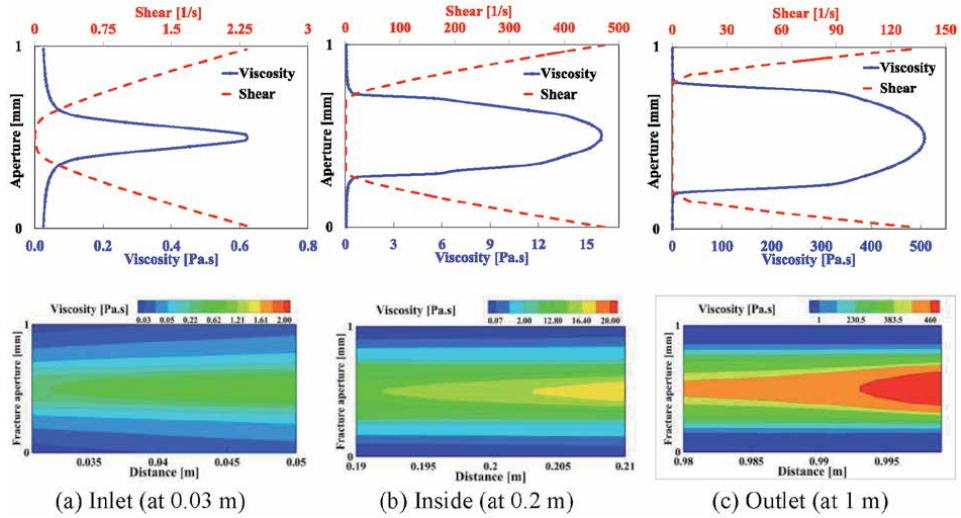 Shear [1/s]
0 0.75 1.5 2.25 3
1
Aperture [mm]
Viscosity
Shear
0
0.0 0.2 0.4 0.6 0.8
Viscosity [Pa.s]
Shear [1/s]
0 100 200 300 400 500
1
Aperture [mm]
Viscosity
Shear
0
0 3 6 9 12 15
Viscosity [Pa.s]
Shear [1/s]
0 30 60 90 120 150
1
Aperture [mm]
Viscosity
Shear
0
0 100 200 300 400 500
Viscosity [Pa.s]
Viscosity [Pa.s]
0.03 0.05 0.22 0.62 1.21 1.61 2.00
1
Fracture aperture [mm]
0
0.035 0.04 0.045 0.05
Distance [m]
(a) Inlet (at 0.03 m)
Viscosity [Pa.s]
0.07 2.00 12.80 16.40 20.00
1
Fracture aperture [mm]
0
0.19 0.195 0.2 0.205 0.21
Distance [m]
(b) Inside (at 0.2 m)
Viscosity [Pa.s]
1 230.5 383.5 460
1
Fracture aperture [mm]
0
0.98 0.985 0.99 0.995
Distance [m]
(c) Outlet (at 1 m)